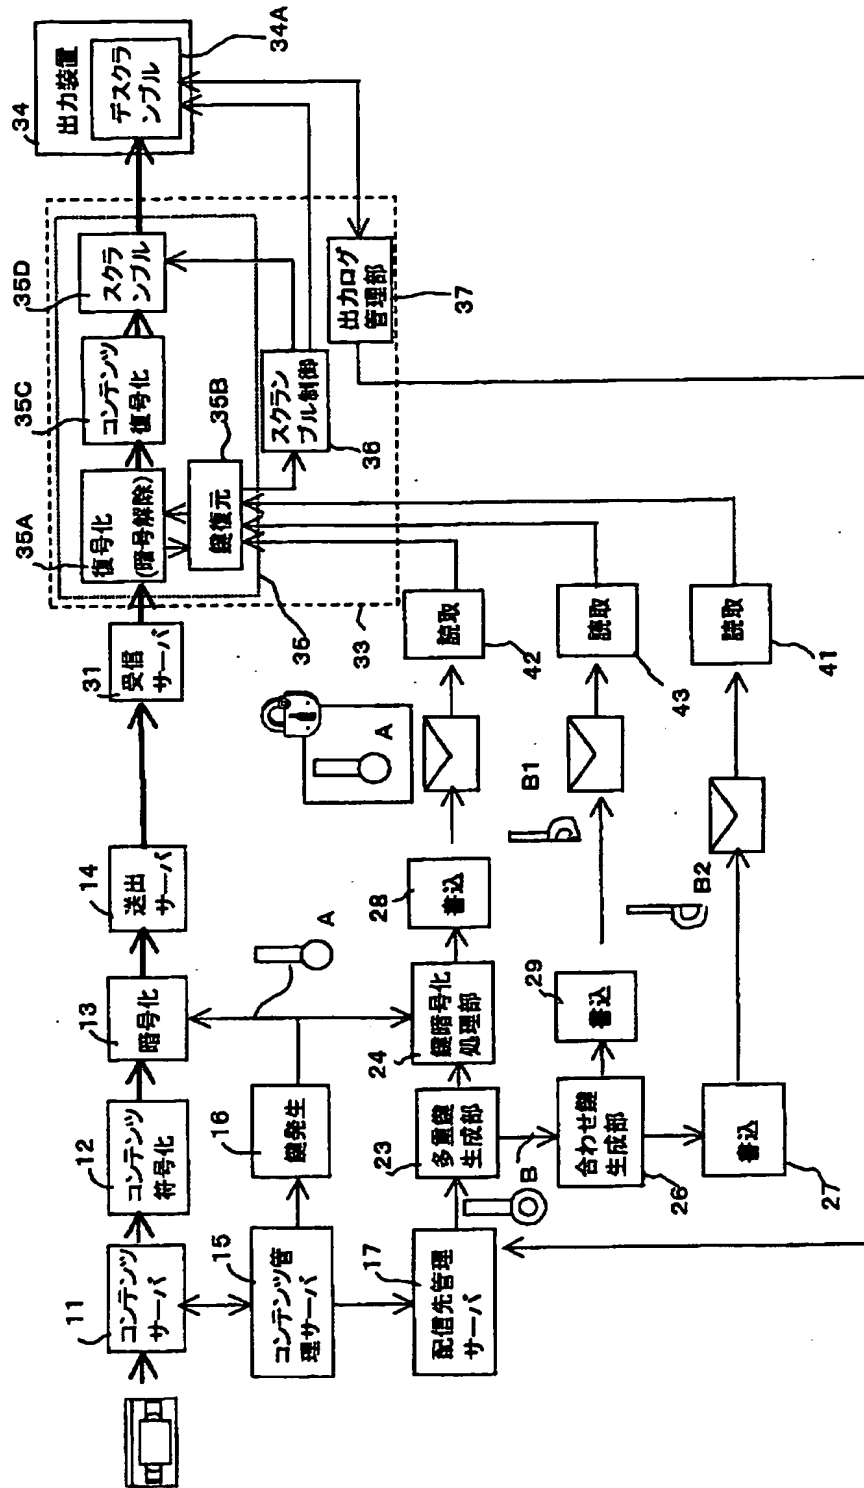 11
コンテンツ
サーバ
12
コンテンツ
符号化
13
暗号化
14
送出
サーバ
31
受信
サーバ
35A
復号化
(暗号解除)
35C
コンテンツ
復号化
35D
スクラ
ンブル
34
出力装置
デスクラ
ンブル
34A
15
コンテンツ管
理サーバ
16
鍵発生
A
35B
鍵復元
35
33
スクラン
ブル制御
36
出力ログ
管理部
37
17
配信先管理
サーバ
23
多重鍵
生成部
24
鍵暗号化
処理部
28
書込
A
読取
42
B
合わせ鍵
生成部
26
29
書込
B1
読取
43
書込
27
B2
読取
41